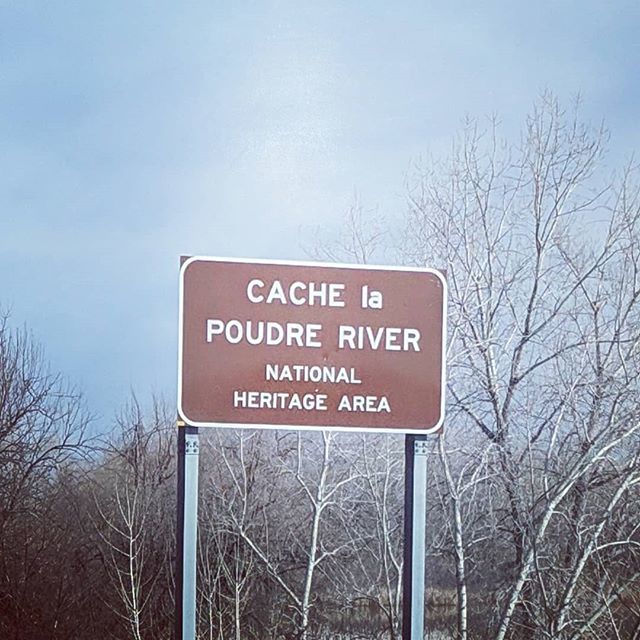 CACHE la
POUDRE RIVER
NATIONAL
HERITAGE AREA